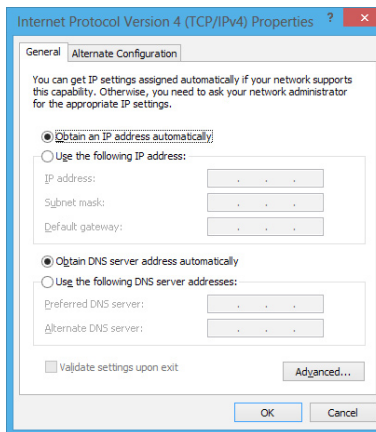 Internet Protocol Version 4 (TCP/IPv4) Properties ? ×
General Alternate Configuration
You can get IP settings assigned automatically if your network supports
this capability. Otherwise, you need to ask your network administrator
for the appropriate IP settings.
Obtain an IP address automatically
Use the following IP address:
IP address: . . .
Subnet mask: . . .
Default gateway: . . .
Obtain DNS server address automatically
Use the following DNS server addresses:
Preferred DNS server: . . .
Alternate DNS server: . . .
Validate settings upon exit
Advanced...
OK Cancel